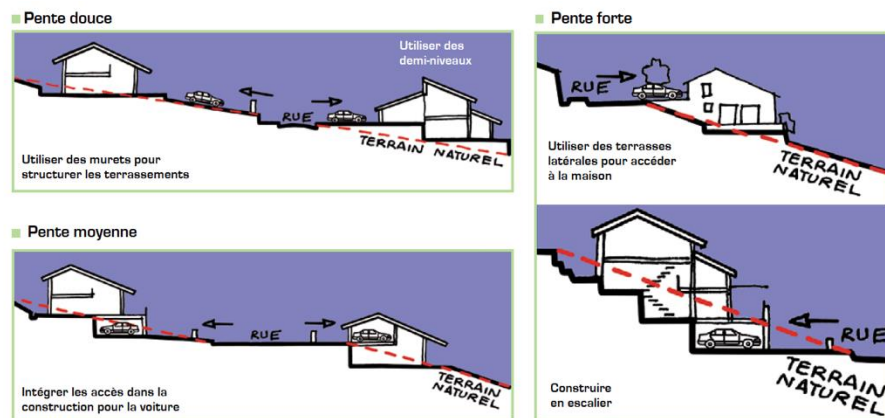 Pente douce
Utiliser des
demi-niveaux
RUE
TERRAIN NATUREL
Utiliser des murets pour
structurer les terrassements
Pente moyenne
RUE
TERRAIN
NATUREL
Intégrer les accès dans la
construction pour la voiture
Pente forte
RUE
Utiliser des terrasses
latérales pour accéder
à la maison
TERRAIN
NATUREL
RUE
TERRAIN
NATUREL
Construire
en escalier